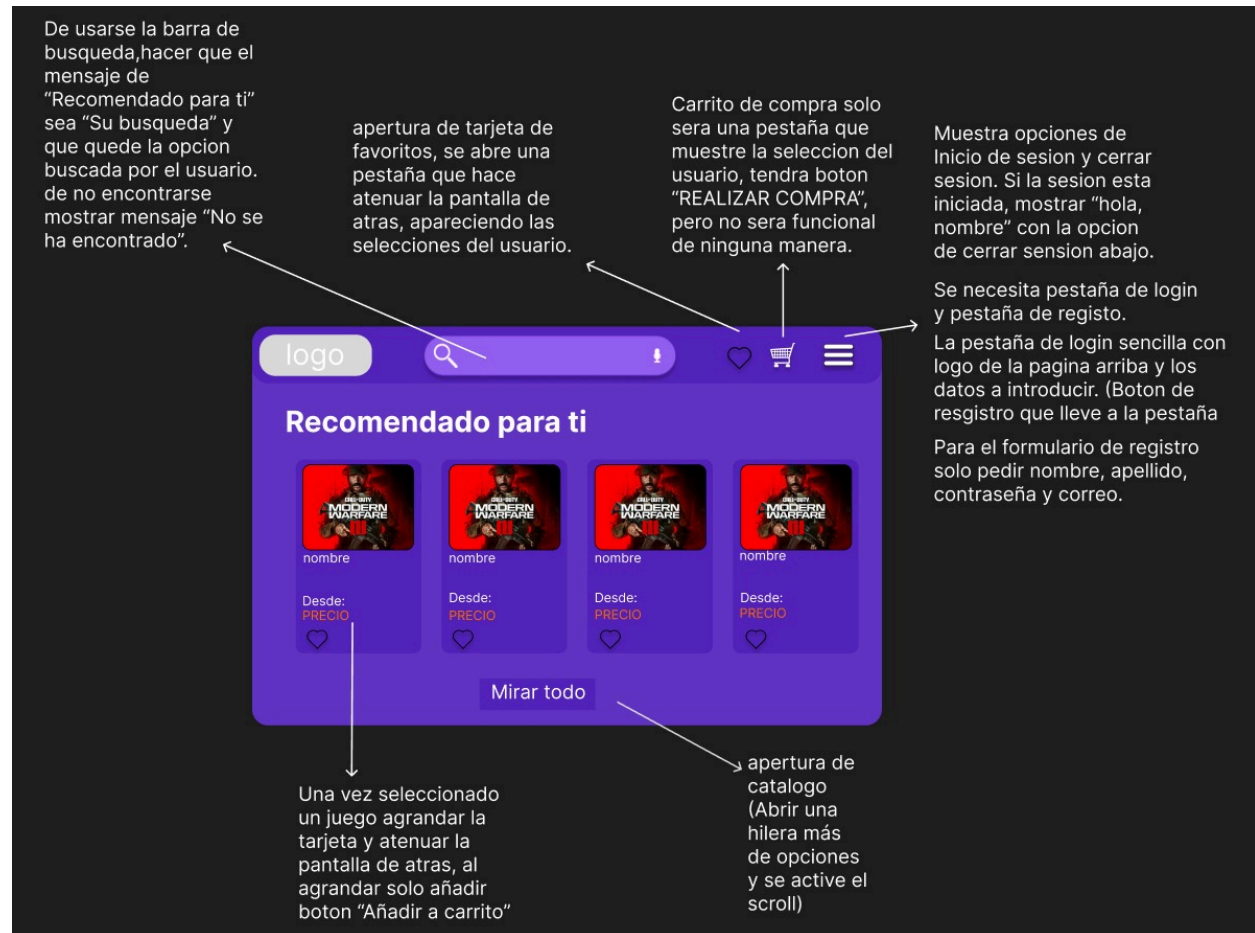 De usarse la barra de
busqueda,hacer que el
mensaje de
“Recomendado para ti”
sea “Su busqueda” y
que quede la opcion
buscada por el usuario.
de no encontrarse
mostrar mensaje “No se
ha encontrado”.
apertura de tarjeta de
favoritos, se abre una
pestaña que hace
atenuar la pantalla de
atras, apareciendo las
selecciones del usuario.
Carrito de compra solo
sera una pestaña que
muestre la seleccion del
usuario, tendra boton
“REALIZAR COMPRA”,
pero no sera funcional
de ninguna manera.
Muestra opciones de
Inicio de sesion y cerrar
sesion. Si la sesion esta
iniciada, mostrar “hola,
nombre” con la opcion
de cerrar sension abajo.
Se necesita pestaña de login
y pestaña de registo.
La pestaña de login sencilla con
logo de la pagina arriba y los
datos a introducir. (Boton de
resgistro que lleve a la pestaña
Para el formulario de registro
solo pedir nombre, apellido,
contraseña y correo.
logo
Recomendado para ti
CALL OF DUTY
MODERN
WARFARE
III
nombre
Desde:
PRECIO
CALL OF DUTY
MODERN
WARFARE
III
nombre
Desde:
PRECIO
CALL OF DUTY
MODERN
WARFARE
III
nombre
Desde:
PRECIO
CALL OF DUTY
MODERN
WARFARE
III
nombre
Desde:
PRECIO
Mirar todo
Una vez seleccionado
un juego agrandar la
tarjeta y atenuar la
pantalla de atras, al
agrandar solo añadir
boton “Añadir a carrito”
apertura de
catalogo
(Abrir una
hilera más
de opciones
y se active el
scroll)